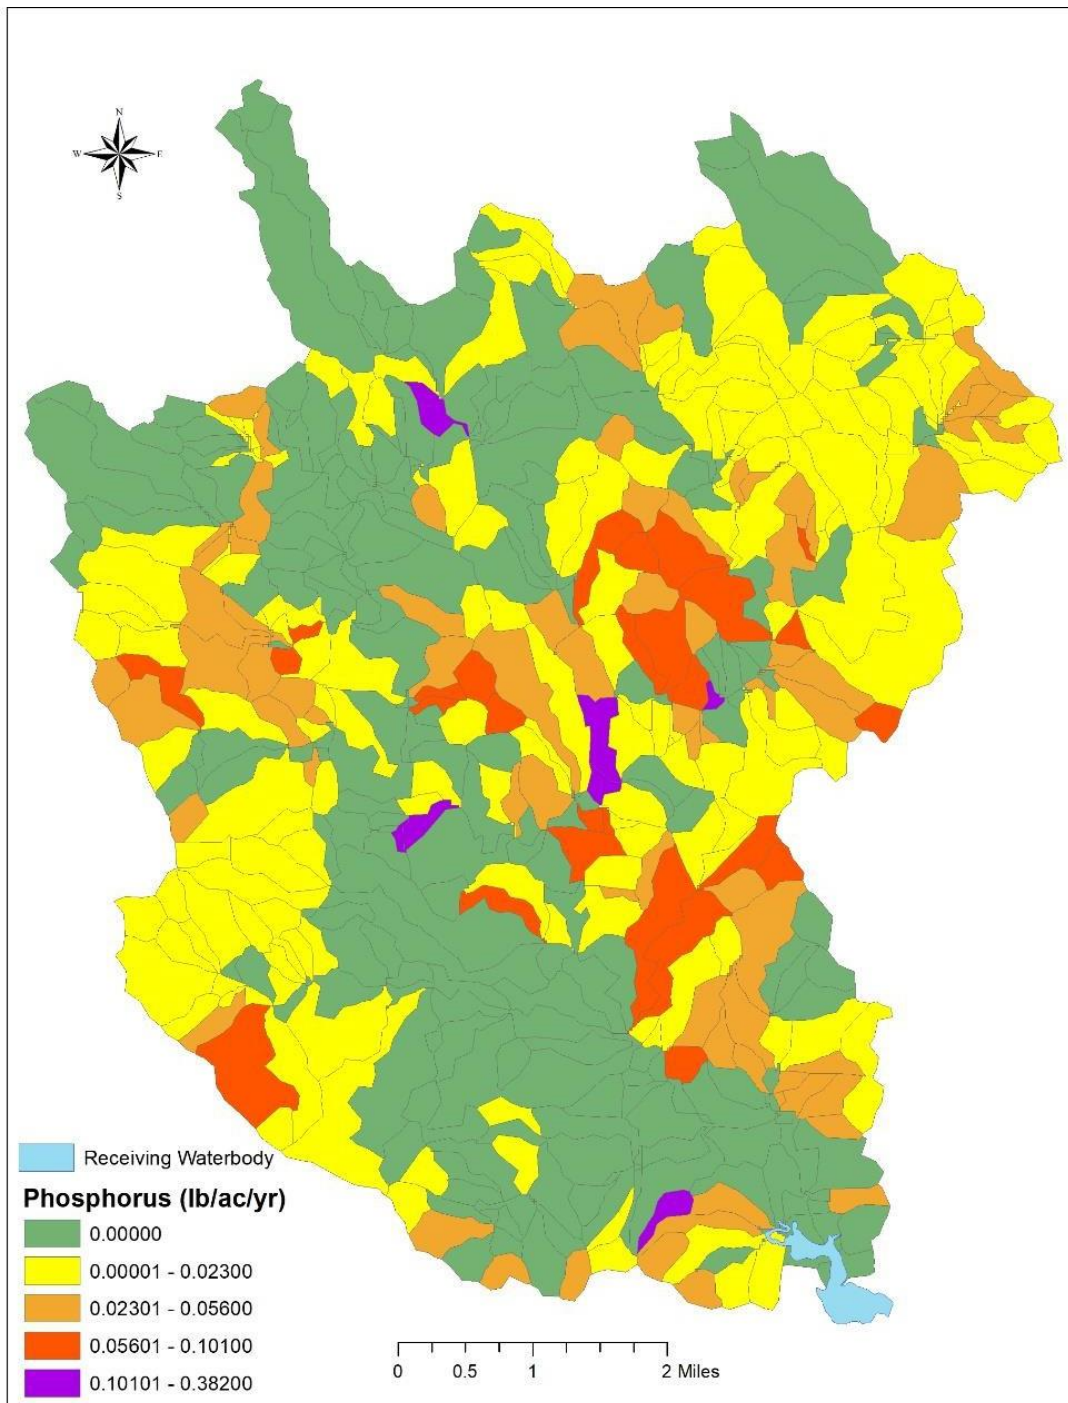 N
W E
S
Receiving Waterbody
Phosphorus (lb/ac/yr)
0.00000
0.00001 - 0.02300
0.02301 - 0.05600
0.05601 - 0.10100
0.10101 - 0.38200
0 0.5 1 2 Miles